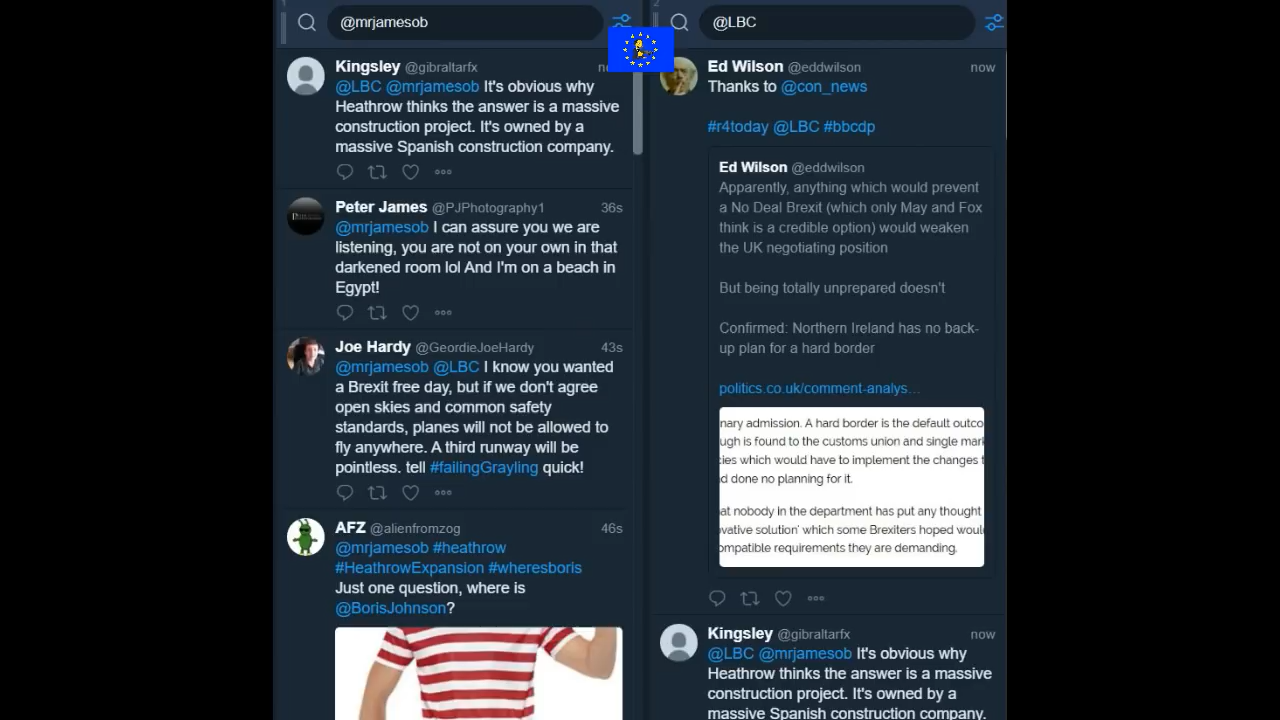 1
@mrjamesob
Kingsley @gibraltarfx
@LBC @mrjamesob It's obvious why
Heathrow thinks the answer is a massive
construction project. It's owned by a
massive Spanish construction company.
Peter James @PJPhotography1 36s
@mrjamesob I can assure you we are
listening, you are not on your own in that
darkened room lol And I'm on a beach in
Egypt!
Joe Hardy @GeordieJoeHardy 43s
@mrjamesob @LBC I know you wanted
a Brexit free day, but if we don't agree
open skies and common safety
standards, planes will not be allowed to
fly anywhere. A third runway will be
pointless. tell #failingGrayling quick!
AFZ @alienfromzog 46s
@mrjamesob #heathrow
#HeathrowExpansion #wheresboris
Just one question, where is
@BorisJohnson?
2
@LBC
Ed Wilson @eddwilson now
Thanks to @con_news
#r4today @LBC #bbcdp
Ed Wilson @eddwilson
Apparently, anything which would prevent
a No Deal Brexit (which only May and Fox
think is a credible option) would weaken
the UK negotiating position
But being totally unprepared doesn't
Confirmed: Northern Ireland has no back-
up plan for a hard border
politics.co.uk/comment-analys…
nary admission. A hard border is the default outco
ugh is found to the customs union and single mar
cies which would have to implement the changes
d done no planning for it.
at nobody in the department has put any thought
vative solution' which some Brexiters hoped woul
ompatible requirements they are demanding.
Kingsley @gibraltarfx now
@LBC @mrjamesob It's obvious why
Heathrow thinks the answer is a massive
construction project. It's owned by a
massive Spanish construction company.